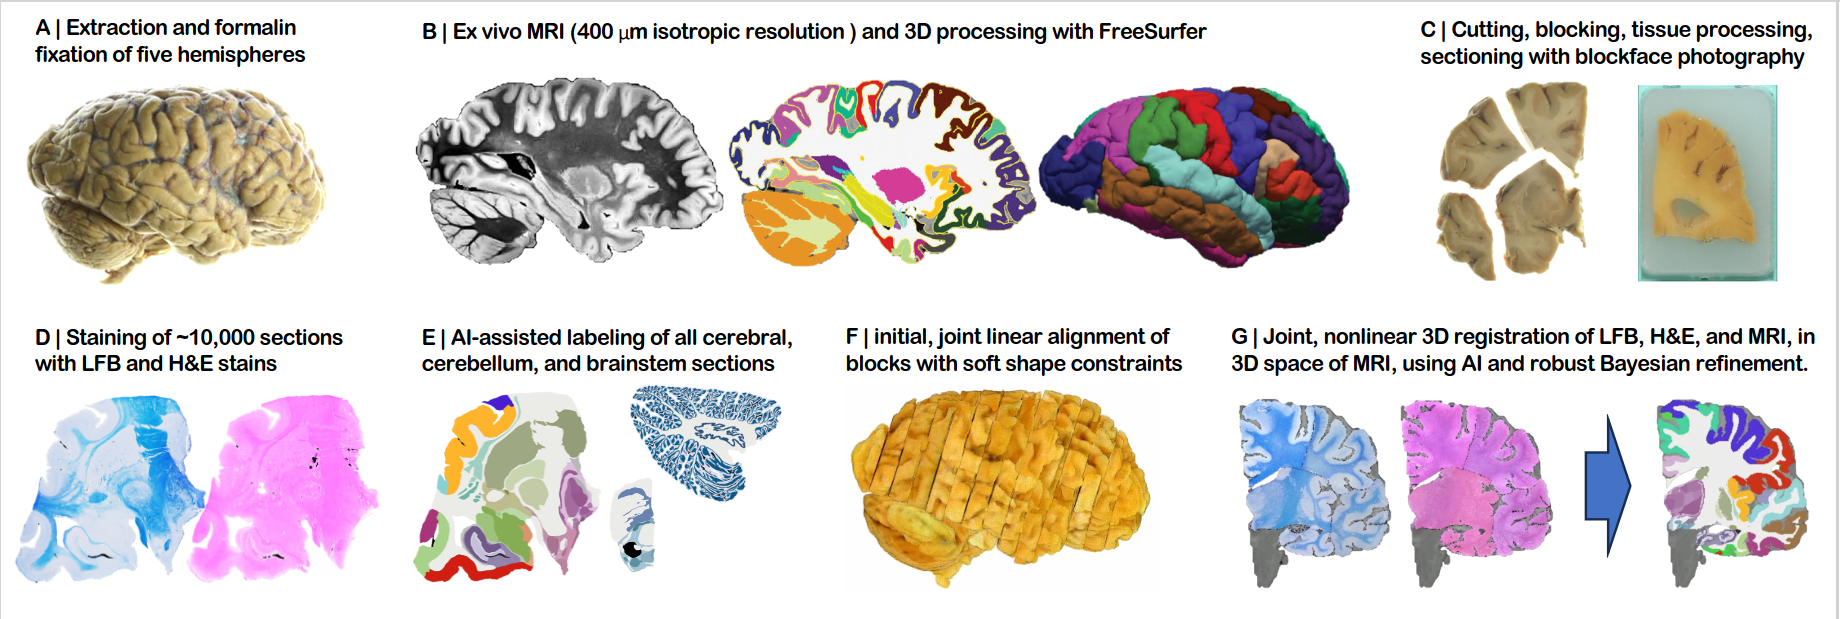 A | Extraction and formalin
fixation of five hemispheres
B | Ex vivo MRI (400 μm isotropic resolution ) and 3D processing with FreeSurfer
C | Cutting, blocking, tissue processing,
sectioning with blockface photography
D | Staining of ~10,000 sections
with LFB and H&E stains
E | AI-assisted labeling of all cerebral,
cerebellum, and brainstem sections
F | initial, joint linear alignment of
blocks with soft shape constraints
G | Joint, nonlinear 3D registration of LFB, H&E, and MRI, in
3D space of MRI, using AI and robust Bayesian refinement.